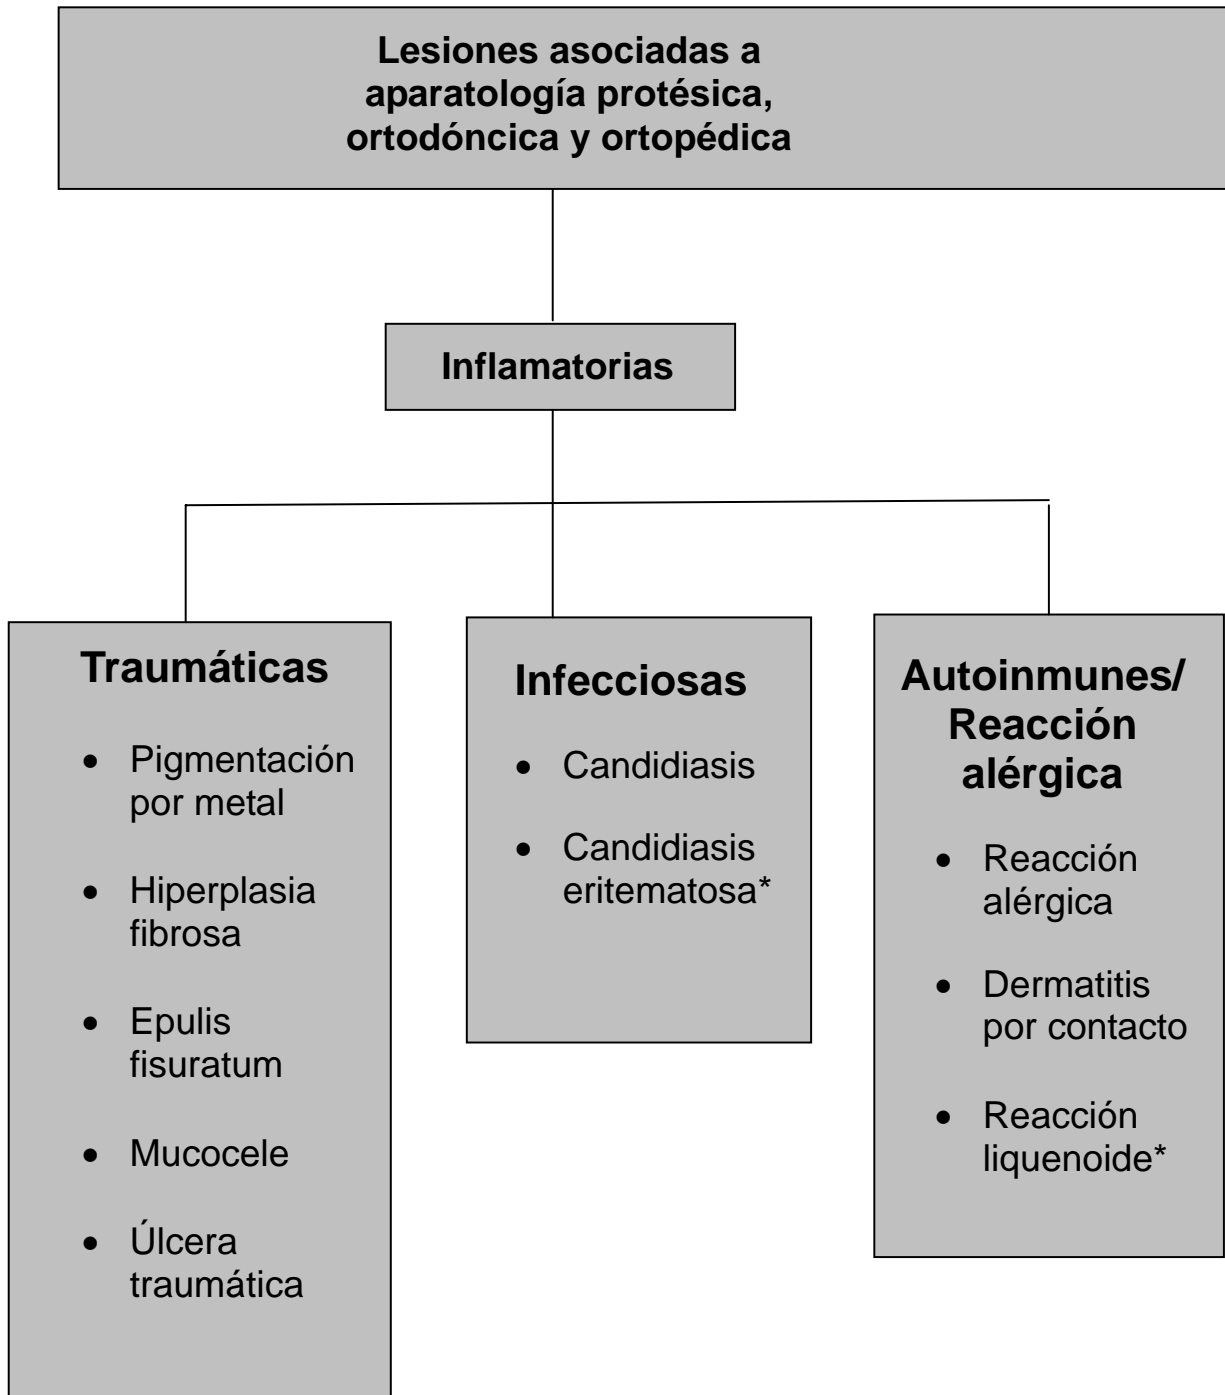 Lesiones asociadas a
aparatología protésica,
ortodóncica y ortopédica
Inflamatorias
Traumáticas
• Pigmentación
por metal
• Hiperplasia
fibrosa
• Epulis
fisuratum
• Mucocele
• Úlcera
traumática
Infecciosas
• Candidiasis
• Candidiasis
eritematosa*
Autoinmunes/
Reacción
alérgica
• Reacción
alérgica
• Dermatitis
por contacto
• Reacción
liquenoide*